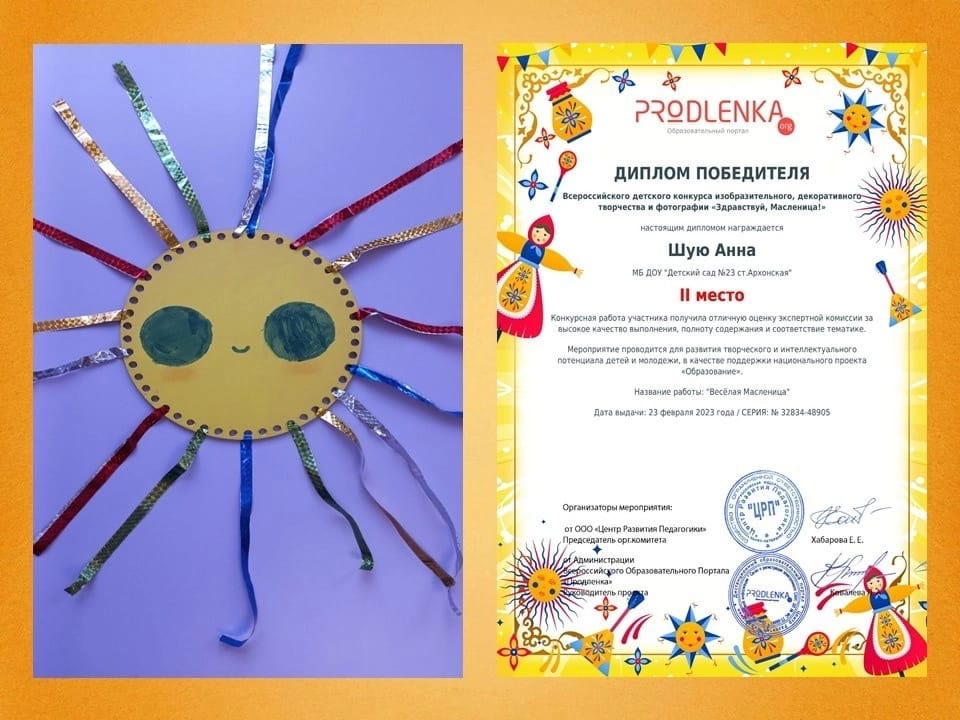 PRODLENKA
org
Образовательный портал
ДИПЛОМ ПОБЕДИТЕЛЯ
Всероссийского детского конкурса изобразительного, декоративного
творчества и фотографии «Здравствуй, Масленица!»
настоящим дипломом награждается
Шую Анна
МБ ДОУ "Детский сад №23 ст.Архонская"
II место
Конкурсная работа участника получила отличную оценку экспертной комиссии за
высокое качество выполнения, полноту содержания и соответствие тематике.
Мероприятие проводится для развития творческого и интеллектуального
потенциала детей и молодежи, в качестве поддержки национального проекта
«Образование».
Название работы: "Весёлая Масленица"
Дата выдачи: 23 февраля 2023 года / СЕРИЯ: № 32834-48905
Организаторы мероприятия:
от ООО «Центр Развития Педагогики»
Председатель орг.комитета
Хабарова Е. Е.
"ЦРП"
Центр Развития Педагогики
от Администрации
Всероссийского Образовательного Портала
«Продленка»
Руководитель проекта
PRODLENKA
Ковалева